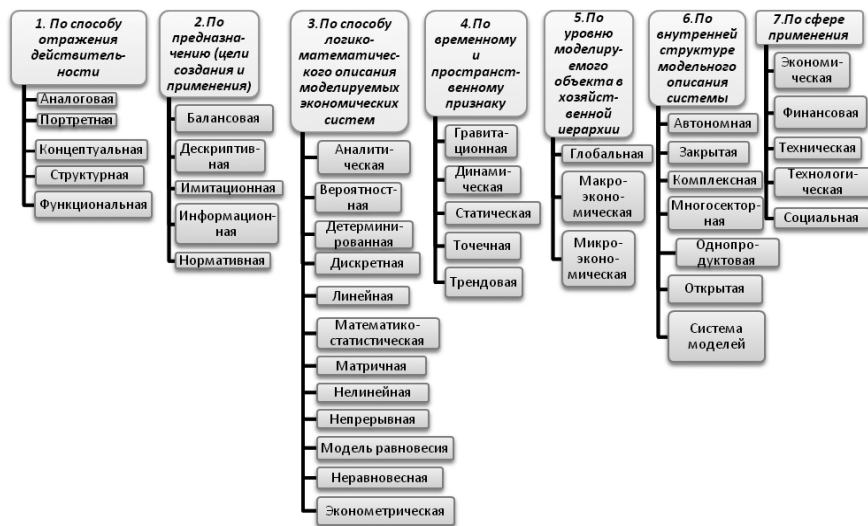 1. По способу
отражения
действитель-
ности
Аналоговая
Портретная
Концептуальная
Структурная
Функциональная
2.По
предназна-
чению (цели
создания и
применения)
Балансовая
Дескриптив-
ная
Имитационная
Информацион-
ная
Нормативная
3. По способу
логико-
математичес-
кого описания
моделируемых
экономических
систем
Аналити-
ческая
Вероятност-
ная
Детермини-
рованная
Дискретная
Линейная
Математико-
статистическая
Матричная
Нелинейная
Непрерывная
Модель равновесия
Неравновесная
Эконометрическая
4. По
временному
и
пространст-
венному
признаку
Гравита-
ционная
Динами-
ческая
Статическая
Точечная
Трендовая
5. По
уровню
моделируе-
мого
объекта в
хозяйст-
венной
иерархии
Глобальная
Макро-
эконо-
мическая
Микро-
эконо-
мическая
6. По
внутренней
структуре
модельного
описания
системы
Автономная
Закрытая
Комплексная
Многосектор-
ная
Однопро-
дуктовая
Открытая
Система
моделей
7.По сфере
применения
Экономи-
ческая
Финансовая
Техническая
Технологи-
ческая
Социальная